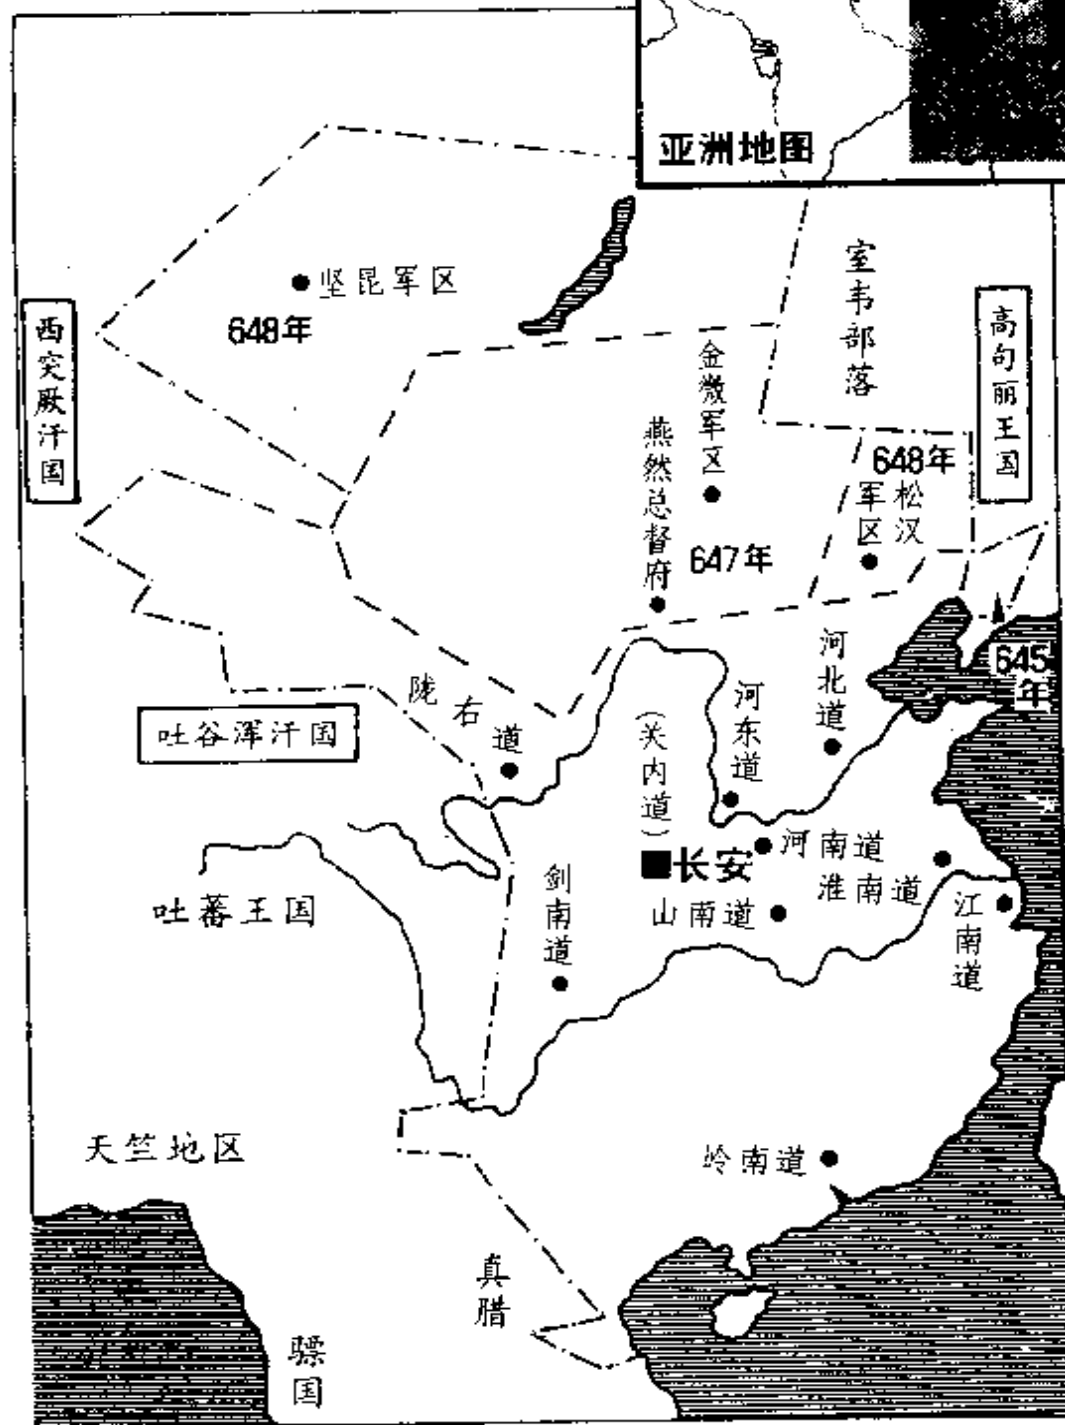 亚洲地图
坚昆军区
648年
西突厥汗国
室韦部落
高句丽王国
金微军区
燕然总督府
647年
648年
松汉
军区
645
年
陇右道
吐谷浑汗国
(关内道)
河东道
河北道
长安
河南道
淮南道
山南道
江南道
剑南道
吐蕃王国
天竺地区
岭南道
真腊
骠国